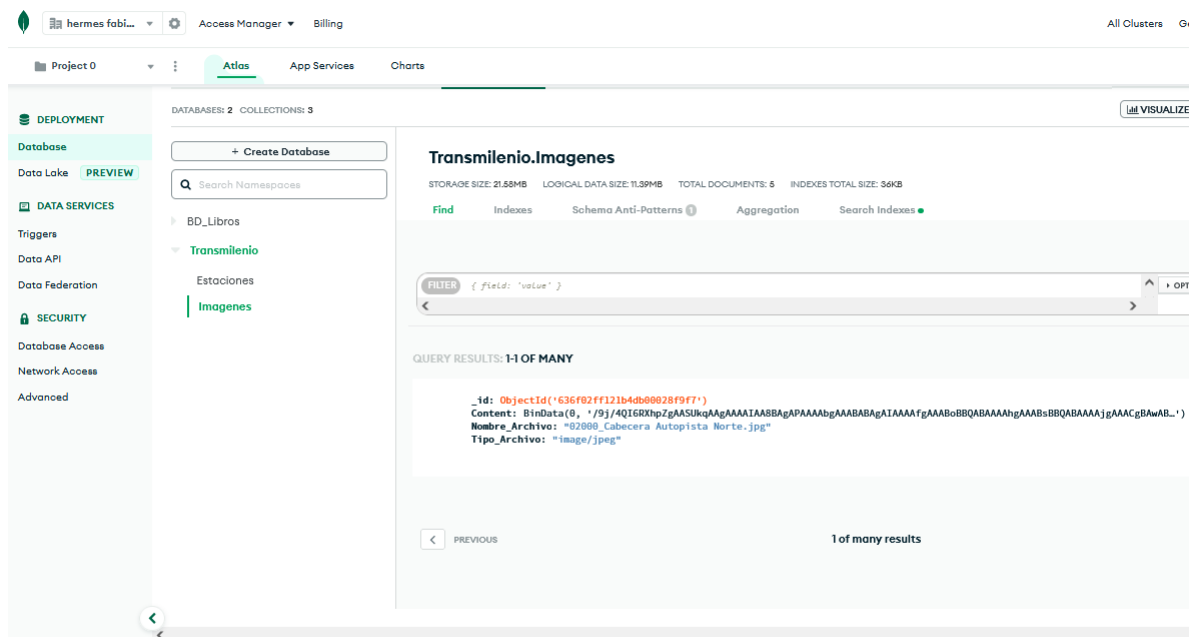 hermes fabi... Access Manager Billing All Clusters
Project 0 Atlas App Services Charts
DATABASES: 2 COLLECTIONS: 3
VISUALIZE
DEPLOYMENT
Database
Data Lake PREVIEW
DATA SERVICES
Triggers
Data API
Data Federation
SECURITY
Database Access
Network Access
Advanced
+ Create Database
Search Namespaces
BD_Libros
Transmilenio
Estaciones
Imagenes
Transmilenio.Imagenes
STORAGE SIZE: 21.58MB LOGICAL DATA SIZE: 11.39MB TOTAL DOCUMENTS: 5 INDEXES TOTAL SIZE: 36KB
Find Indexes Schema Anti-Patterns 1 Aggregation Search Indexes
FILTER { field: 'value' } OPT
QUERY RESULTS: 1-1 OF MANY
_id: ObjectId('636f02ff121b4db00028f9f7')
Content: BinData(0, '/9j/4QI6RXhpZgAASUkqAAgAAAAIAA8BAgAPAAAAbgAAABABAgAIAAAAfgAAABoBBQABAAAAhgAAABsBBQABAAAAjgAAACgBAwAB…')
Nombre_Archivo: "02000_Cabecera Autopista Norte.jpg"
Tipo_Archivo: "image/jpeg"
PREVIOUS 1 of many results